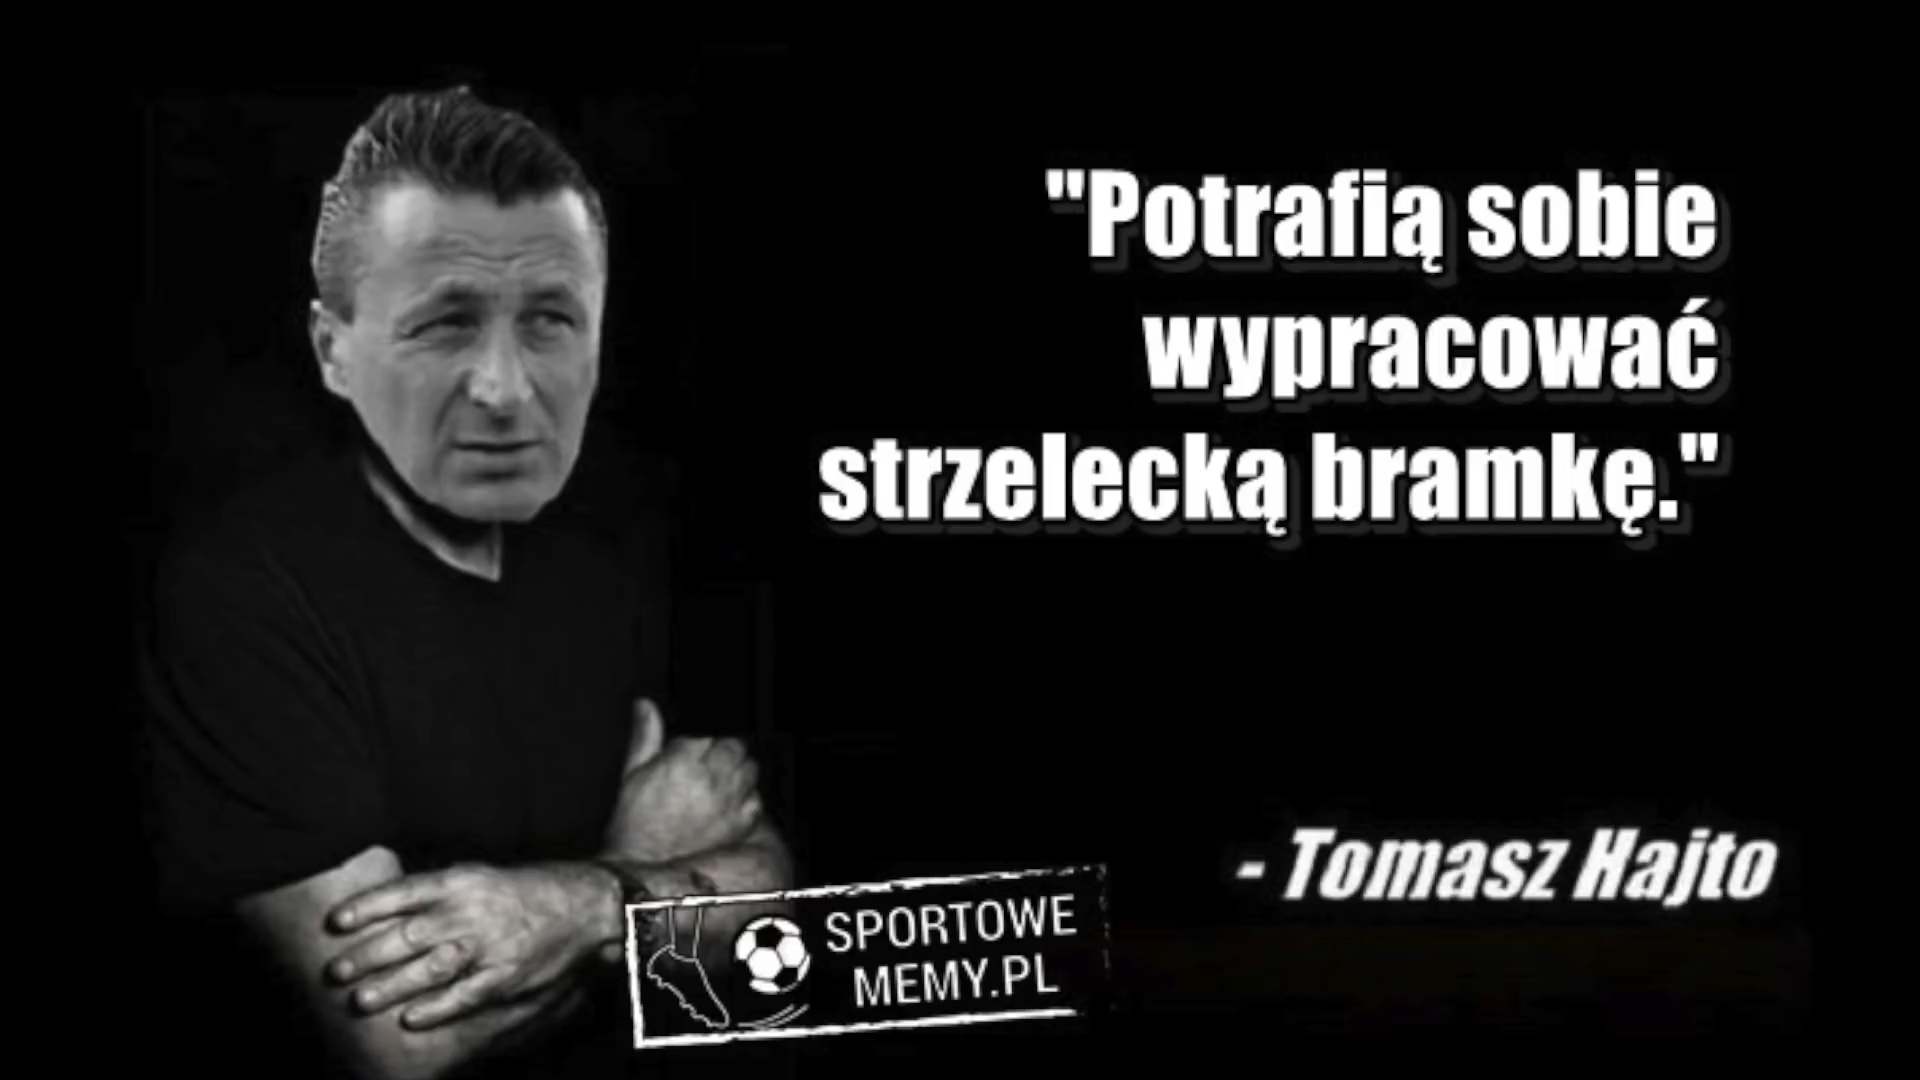 "Potrafią sobie
wypracować
strzelecką bramkę."
- Tomasz Hajto
SPORTOWE
MEMY.PL